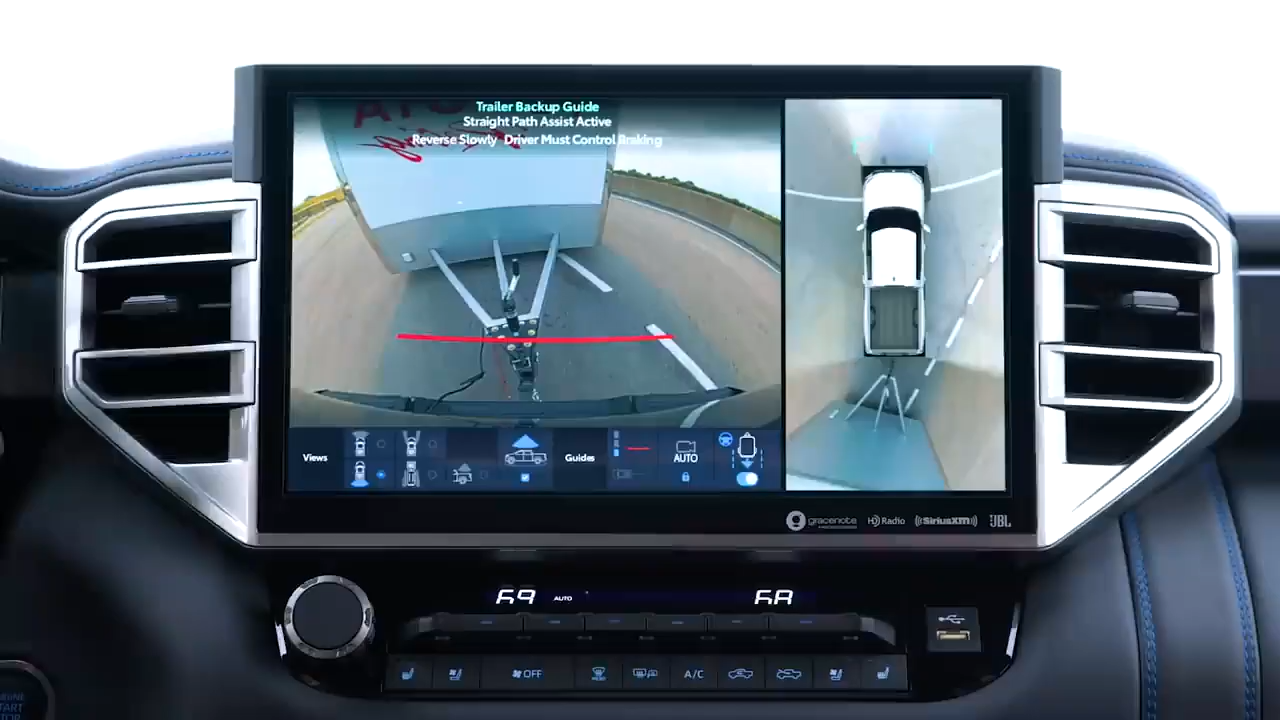 Trailer Backup Guide
Straight Path Assist Active
Reverse Slowly Driver Must Control Braking
Views
Guides
AUTO
gracenote HD Radio (((SiriusXM))) JBL
69 AUTO 68
OFF
A/C
START